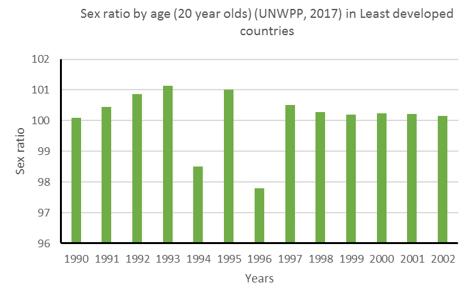 Sex ratio by age (20 year olds) (UNWPP, 2017) in Least developed
countries
102
101
100
99
98
97
96
Sex ratio
1990 1991 1992 1993 1994 1995 1996 1997 1998 1999 2000 2001 2002
Years